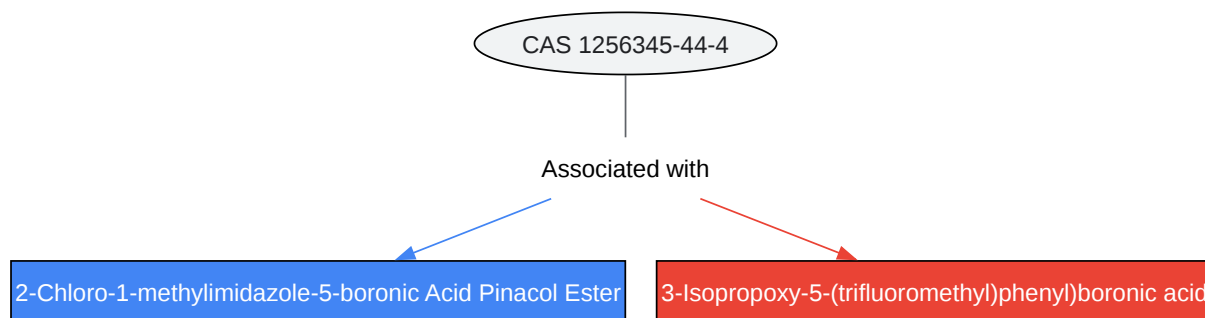 CAS 1256345-44-4
Associated with
2-Chloro-1-methylimidazole-5-boronic Acid Pinacol Ester
3-Isopropoxy-5-(trifluoromethyl)phenyl)boronic acid